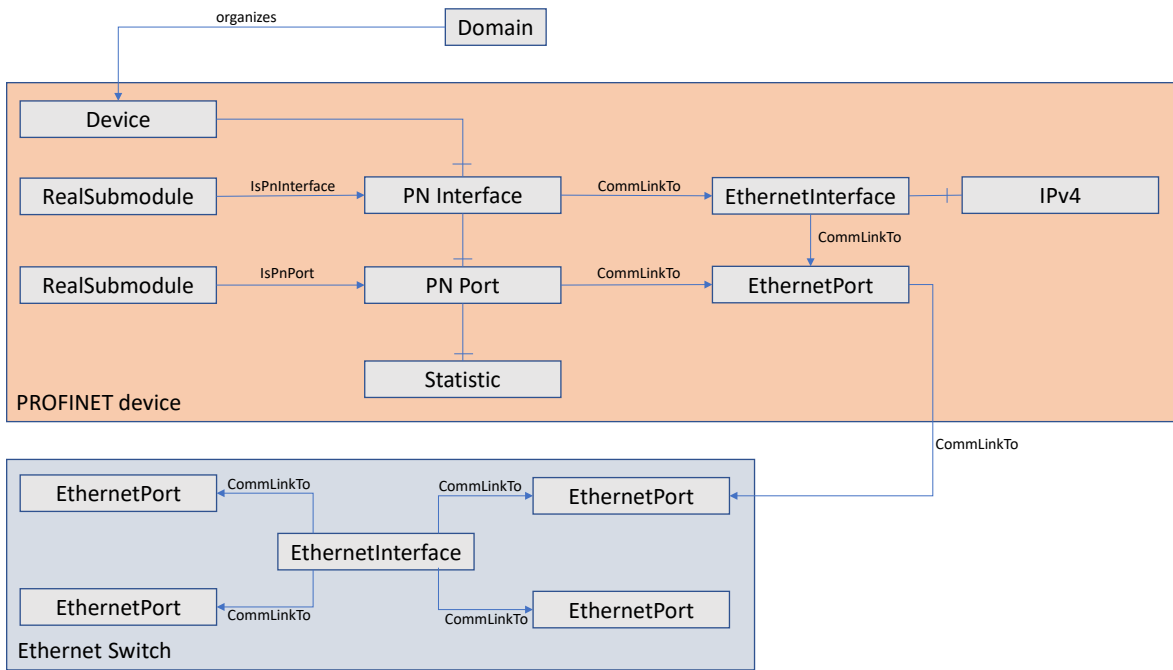 organizes
Domain
Device
RealSubmodule
IsPnInterface
PN Interface
CommLinkTo
EthernetInterface
IPv4
CommLinkTo
RealSubmodule
IsPnPort
PN Port
CommLinkTo
EthernetPort
Statistic
PROFINET device
CommLinkTo
EthernetPort
CommLinkTo
CommLinkTo
EthernetPort
EthernetInterface
EthernetPort
CommLinkTo
CommLinkTo
EthernetPort
Ethernet Switch